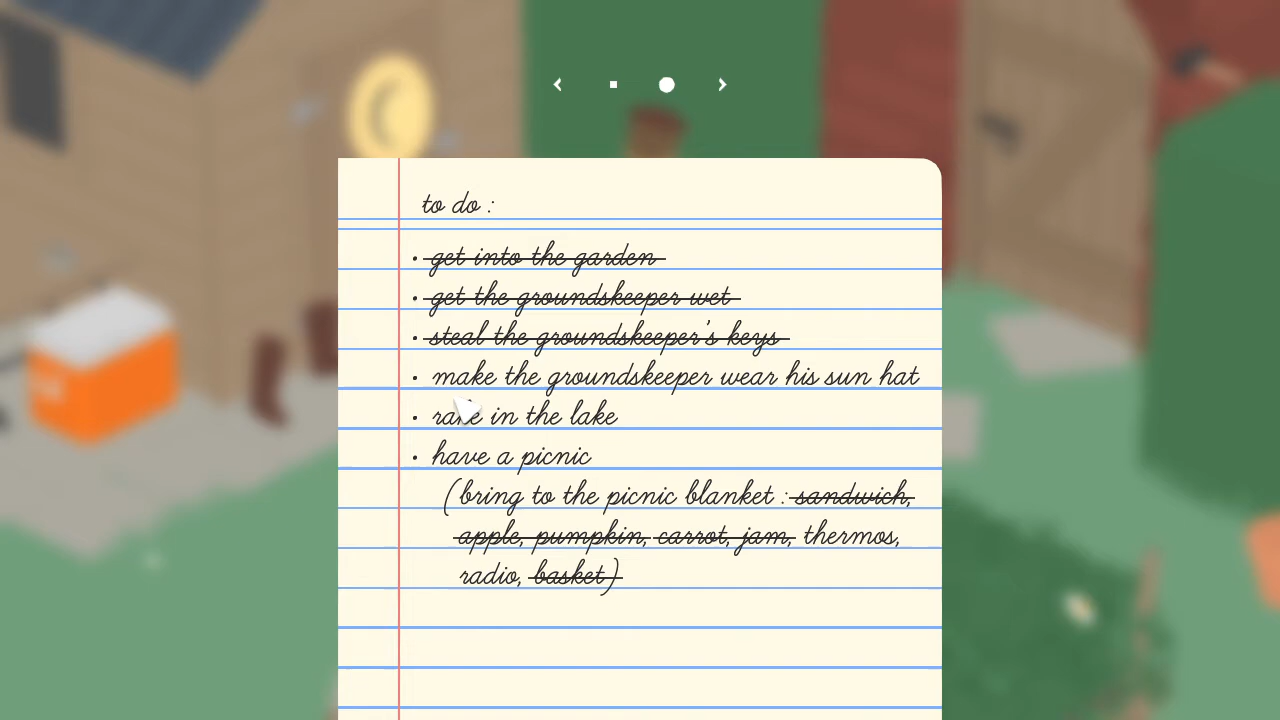 to do :
• get into the garden
• get the groundskeeper wet
• steal the groundskeeper's keys
• make the groundskeeper wear his sun hat
• rake in the lake
• have a picnic
(bring to the picnic blanket : sandwich,
apple, pumpkin, carrot, jam, thermos,
radio, basket)